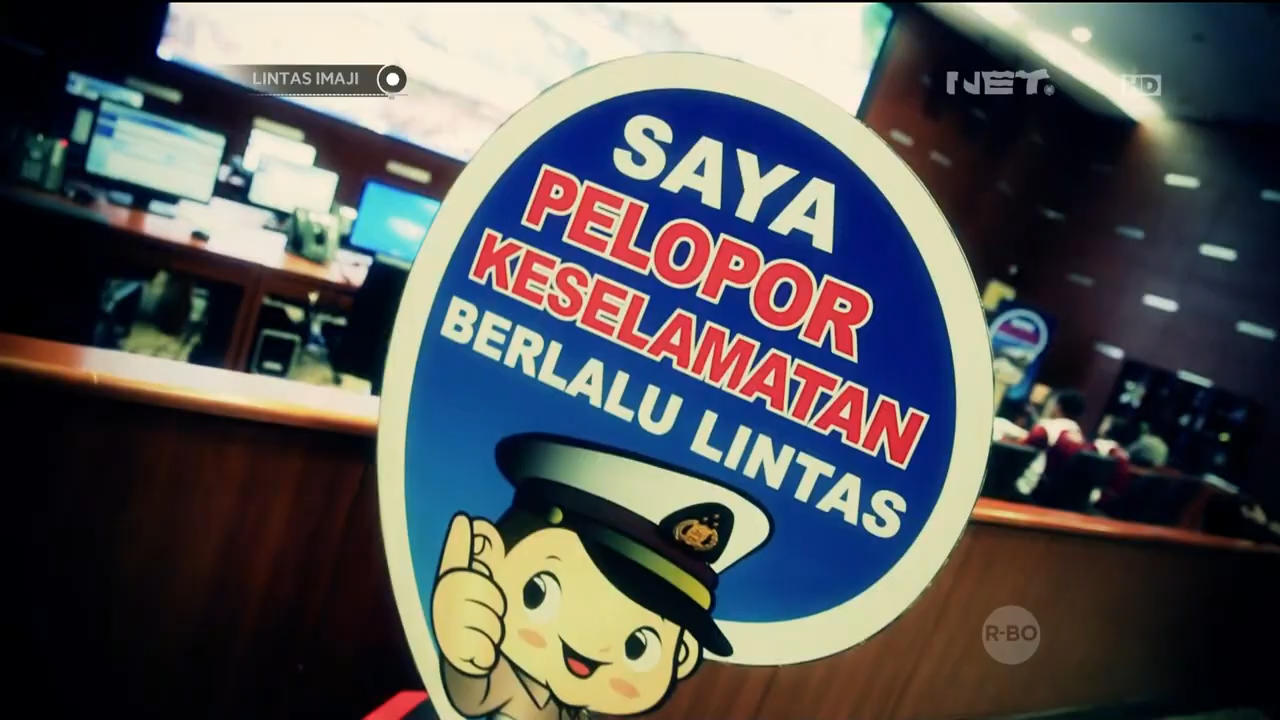 LINTAS IMAJI
NET.
HD
SAYA
PELOPOR
KESELAMATAN
BERLALU LINTAS
R-BO